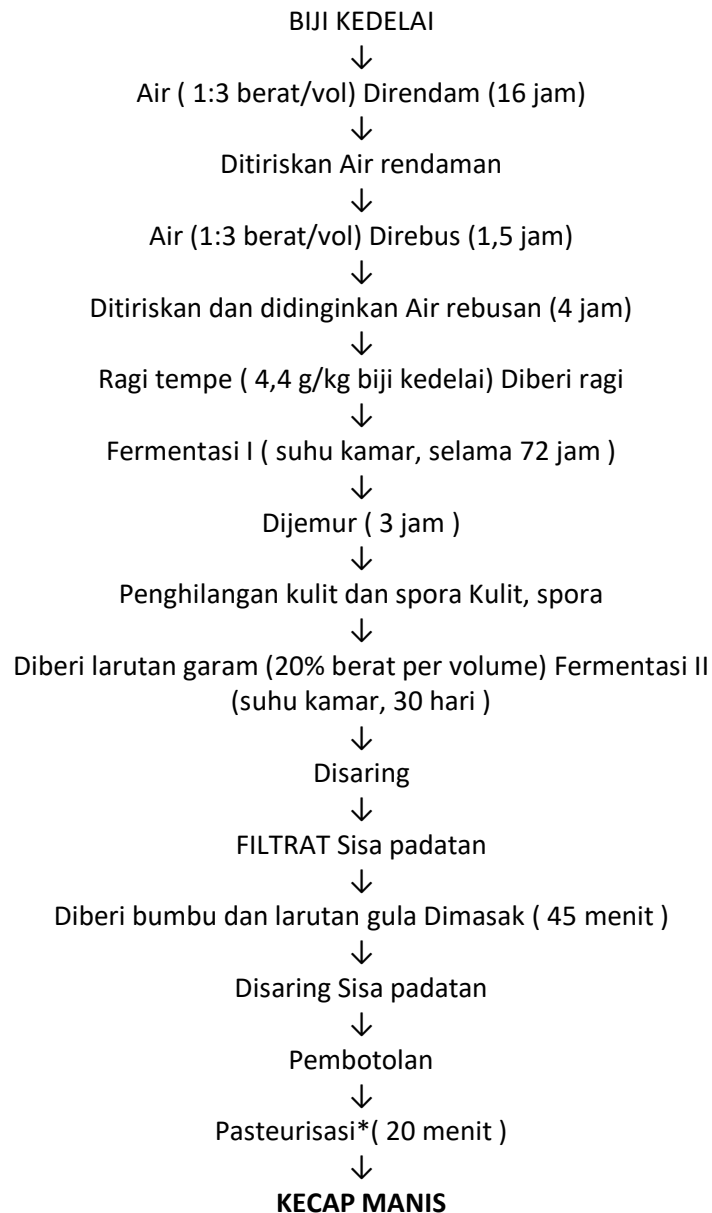 BIJI KEDELAI
↓
Air ( 1:3 berat/vol) Direndam (16 jam)
↓
Ditiriskan Air rendaman
↓
Air (1:3 berat/vol) Direbus (1,5 jam)
↓
Ditiriskan dan didinginkan Air rebusan (4 jam)
↓
Ragi tempe ( 4,4 g/kg biji kedelai) Diberi ragi
↓
Fermentasi I ( suhu kamar, selama 72 jam )
↓
Dijemur ( 3 jam )
↓
Penghilangan kulit dan spora Kulit, spora
↓
Diberi larutan garam (20% berat per volume) Fermentasi II
(suhu kamar, 30 hari )
↓
Disaring
↓
FILTRAT Sisa padatan
↓
Diberi bumbu dan larutan gula Dimasak ( 45 menit )
↓
Disaring Sisa padatan
↓
Pembotolan
↓
Pasteurisasi*( 20 menit )
↓
KECAP MANIS